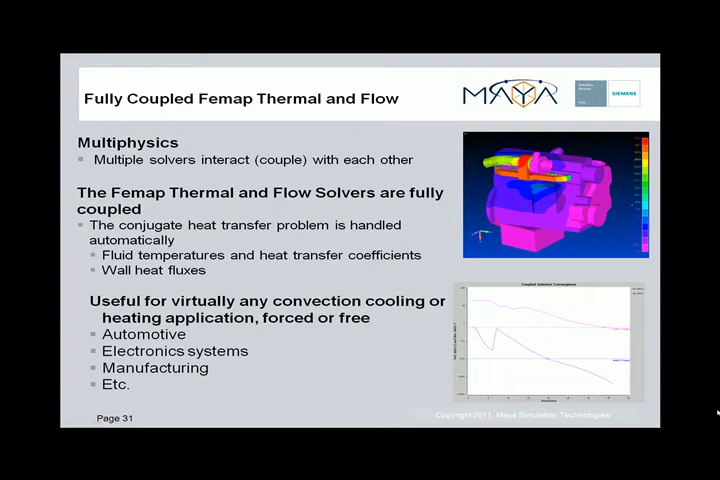 Fully Coupled Femap Thermal and Flow
MAYA
SIEMENS
Multiphysics
Multiple solvers interact (couple) with each other
The Femap Thermal and Flow Solvers are fully
coupled
The conjugate heat transfer problem is handled
automatically
Fluid temperatures and heat transfer coefficients
Wall heat fluxes
Useful for virtually any convection cooling or
heating application, forced or free
Automotive
Electronics systems
Manufacturing
Etc.
Coupled Solution Convergence
Page 31
Copyright 2011 Maya Simulation Technologies